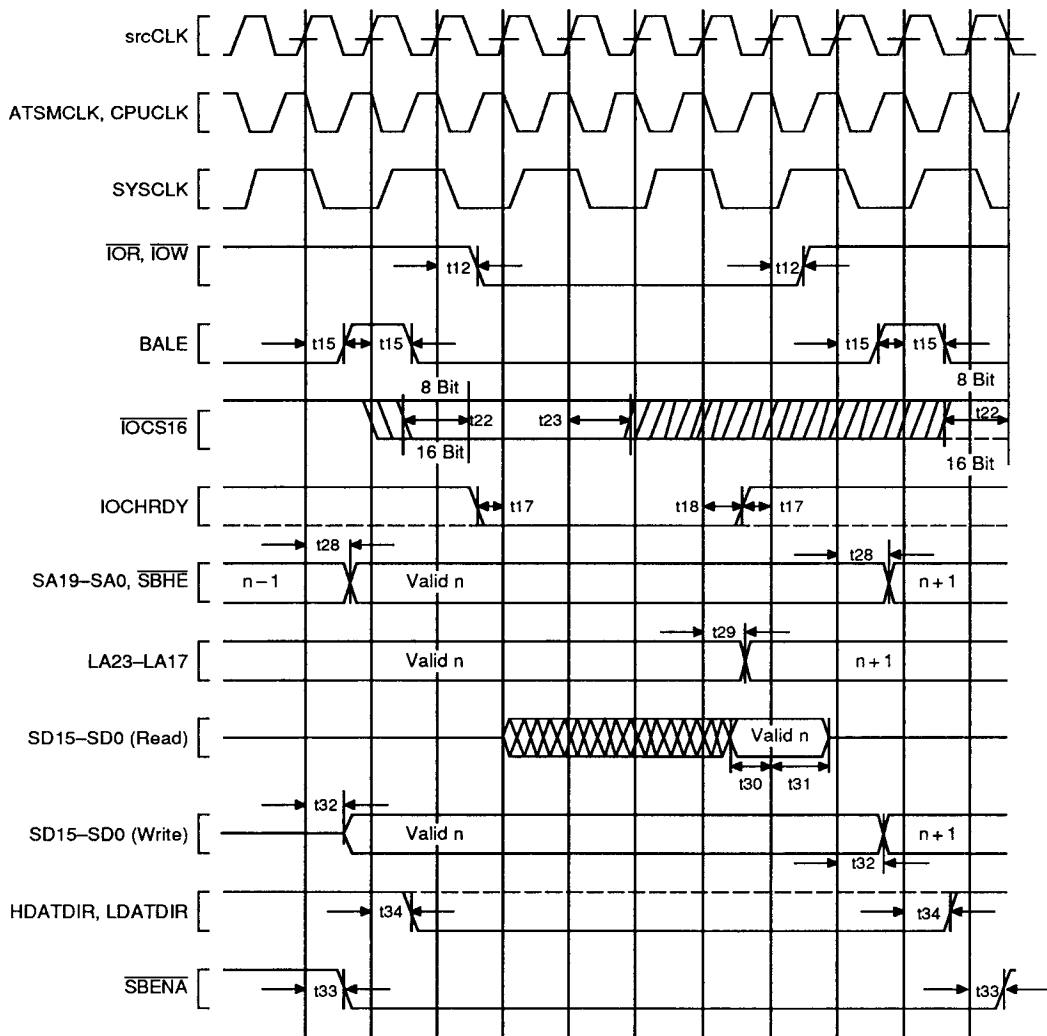 srcCLK
ATSMCLK, CPUCLK
SYSCLK
IOR, IOW
t12
t12
BALE
t15
t15
t15
t15
8 Bit
8 Bit
IOCS16
t22
t23
t22
16 Bit
16 Bit
IOCHRDY
t17
t18
t17
t28
t28
SA19–SA0, SBHE
n – 1
Valid n
n + 1
t29
LA23–LA17
Valid n
n + 1
SD15–SD0 (Read)
Valid n
t30
t31
t32
SD15–SD0 (Write)
Valid n
n + 1
t32
HDATDIR, LDATDIR
t34
t34
SBENA
t33
t33